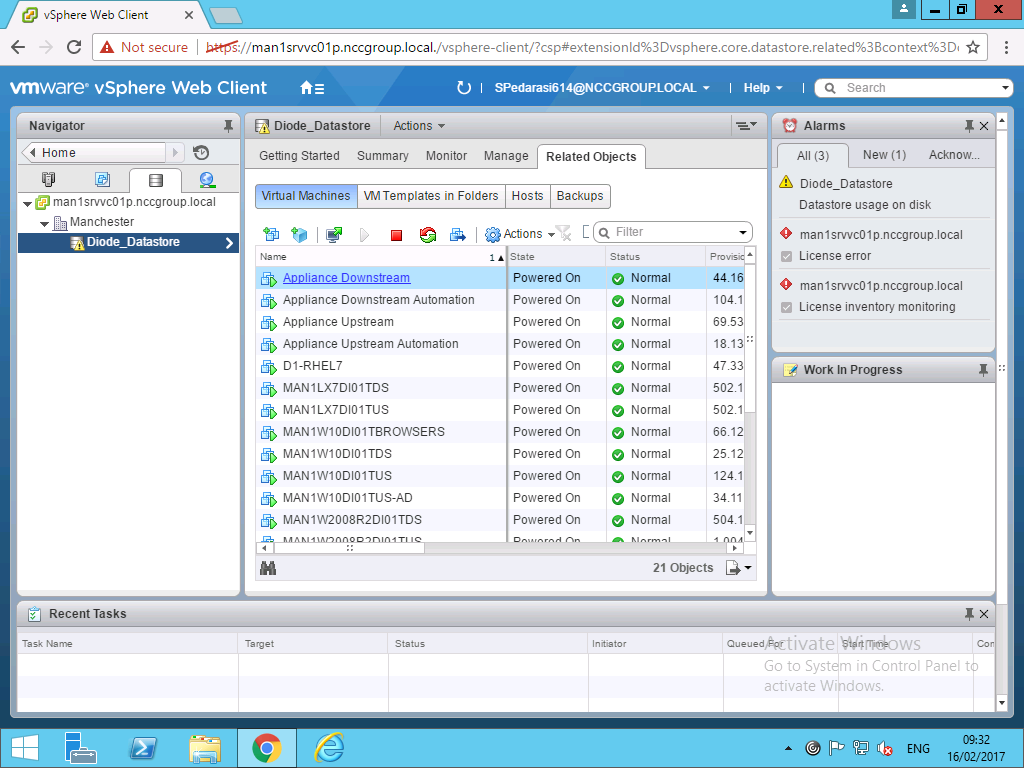 vSphere Web Client
Not secure https://man1srvvc01p.nccgroup.local./vsphere-client/?csp#extensionId%3Dvsphere.core.datastore.related%3Bcontext%3D
vmware® vSphere Web Client
SPedarasi614@NCCGROUP.LOCAL
Help
Search
Navigator
Home
man1srvvc01p.nccgroup.local
Manchester
Diode_Datastore
Diode_Datastore Actions
Getting Started Summary Monitor Manage Related Objects
Virtual Machines VM Templates in Folders Hosts Backups
Actions Filter
Name 1 State Status Provisic
Appliance Downstream Powered On Normal 44.16
Appliance Downstream Automation Powered On Normal 104.1
Appliance Upstream Powered On Normal 69.53
Appliance Upstream Automation Powered On Normal 18.13
D1-RHEL7 Powered On Normal 47.33
MAN1LX7DI01TDS Powered On Normal 502.1
MAN1LX7DI01TUS Powered On Normal 502.1
MAN1W10DI01TBROWSERS Powered On Normal 66.12
MAN1W10DI01TDS Powered On Normal 25.12
MAN1W10DI01TUS Powered On Normal 124.1
MAN1W10DI01TUS-AD Powered On Normal 34.11
MAN1W2008R2DI01TDS Powered On Normal 504.1
MAN1W2008R2DI01TUS Powered On Normal 1,004
21 Objects
Alarms
All (3) New (1) Acknow...
Diode_Datastore
Datastore usage on disk
man1srvvc01p.nccgroup.local
License error
man1srvvc01p.nccgroup.local
License inventory monitoring
Work In Progress
Recent Tasks
Task Name Target Status Initiator Queued For Start Time Con
Activate Windows
Go to System in Control Panel to
activate Windows.
ENG
09:32
16/02/2017